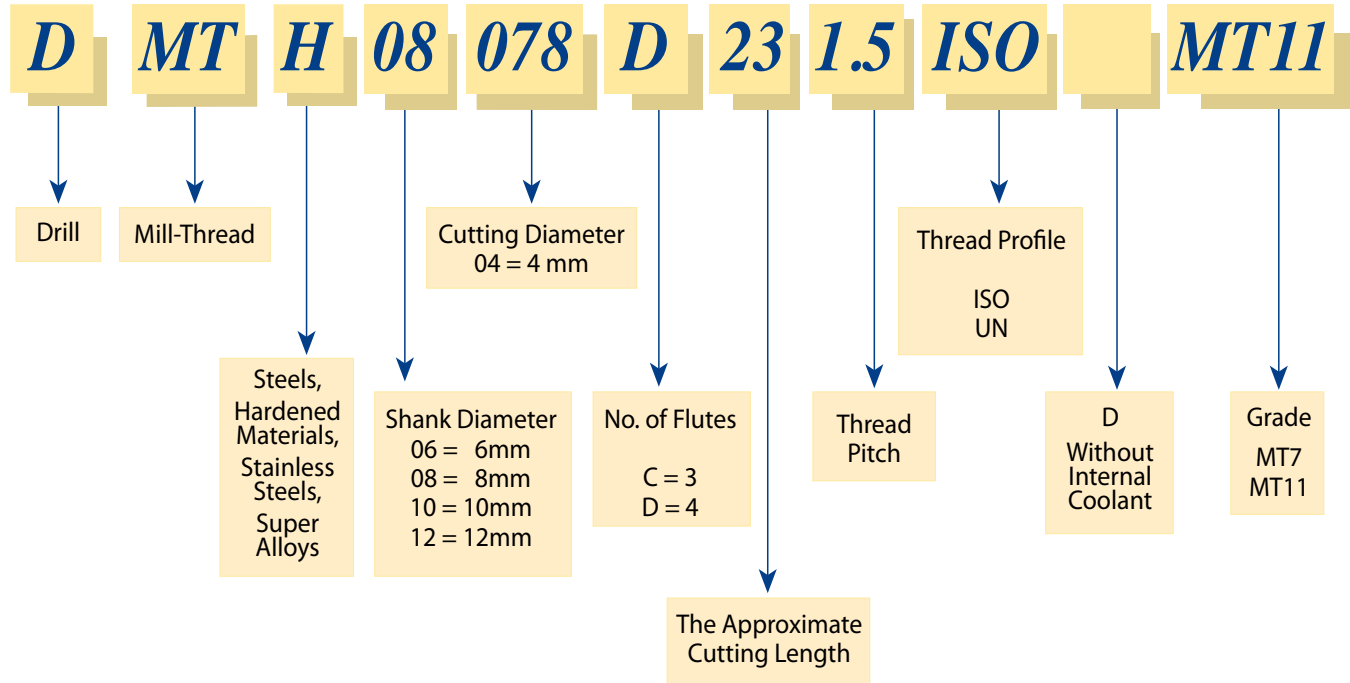 D MT H 08 078 D 23 1.5 ISO MT11
Drill
Mill-Thread
Steels,
Hardened
Materials,
Stainless
Steels,
Super
Alloys
Shank Diameter
06 = 6mm
08 = 8mm
10 = 10mm
12 = 12mm
Cutting Diameter
04 = 4 mm
No. of Flutes
C = 3
D = 4
The Approximate
Cutting Length
Thread
Pitch
Thread Profile
ISO
UN
D
Without
Internal
Coolant
Grade
MT7
MT11